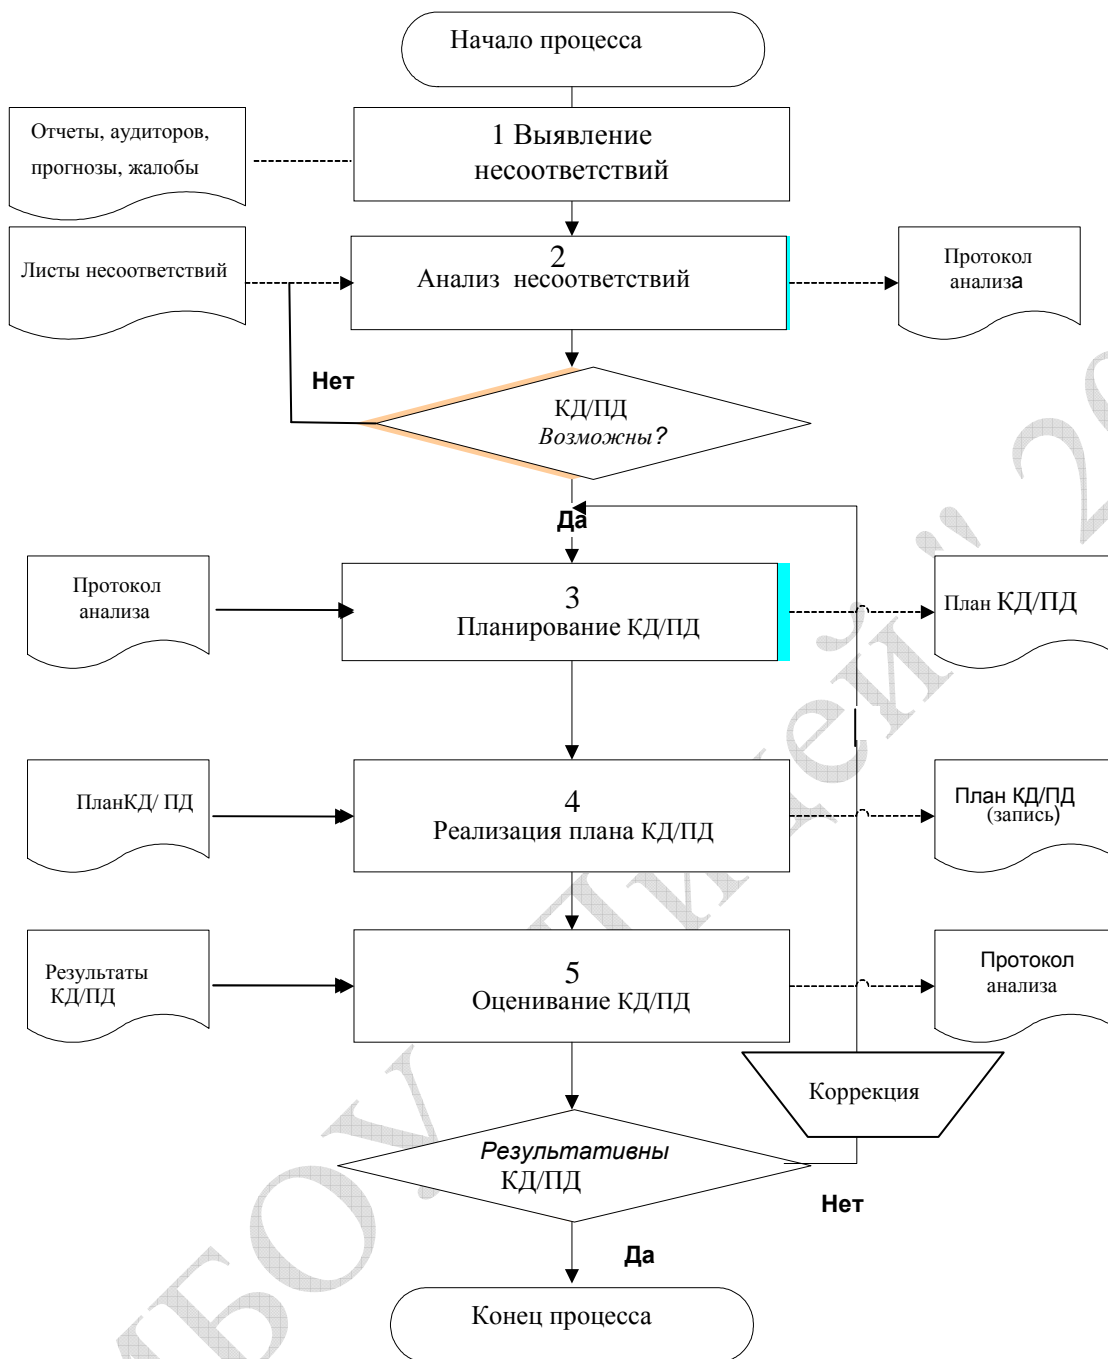 Начало процесса
Отчеты, аудиторов,
прогнозы, жалобы
1 Выявление
несоответствий
Листы несоответствий
2
Анализ несоответствий
Протокол
анализа
Нет
КД/ПД
Возможны?
Да
Протокол
анализа
3
Планирование КД/ПД
План КД/ПД
ПланКД/ ПД
4
Реализация плана КД/ПД
План КД/ПД
(запись)
Результаты
КД/ПД
5
Оценивание КД/ПД
Протокол
анализа
Коррекция
Результативны
КД/ПД
Нет
Да
Конец процесса
МБОУ "Лицей" 20